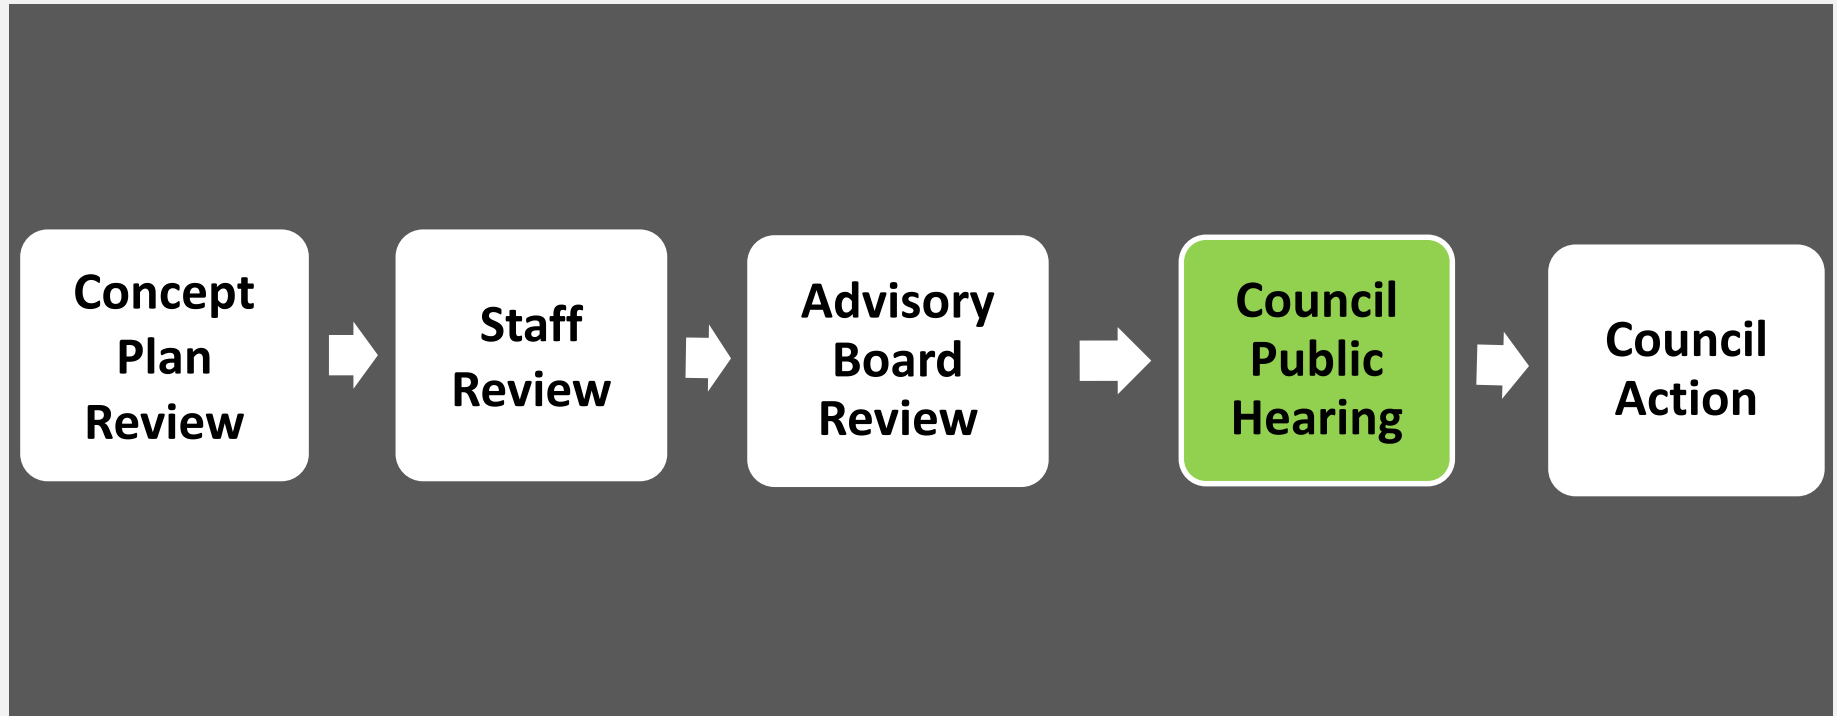 Concept
Plan
Review
Staff
Review
Advisory
Board
Review
Council
Public
Hearing
Council
Action